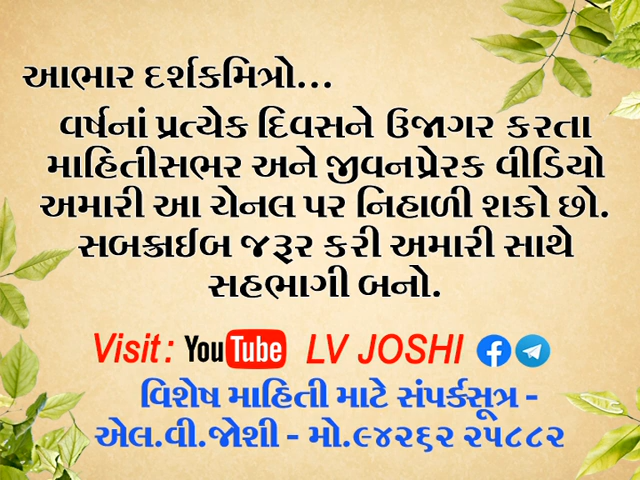 આભાર દર્શકમિત્રો...
વર્ષનાં પ્રત્યેક દિવસને ઉજાગર કરતા
માહિતીસભર અને જીવનપ્રેરક વીડિયો
અમારી આ ચેનલ પર નિહાળી શકો છો.
સબક્રાઈબ જરૂર કરી અમારી સાથે
સહભાગી બનો.
Visit : YouTube LV JOSHI
વિશેષ માહિતી માટે સંપર્કસૂત્ર -
એલ.વી.જોશી - મો.૯૪૨૬૨ ૨૫૮૮૨